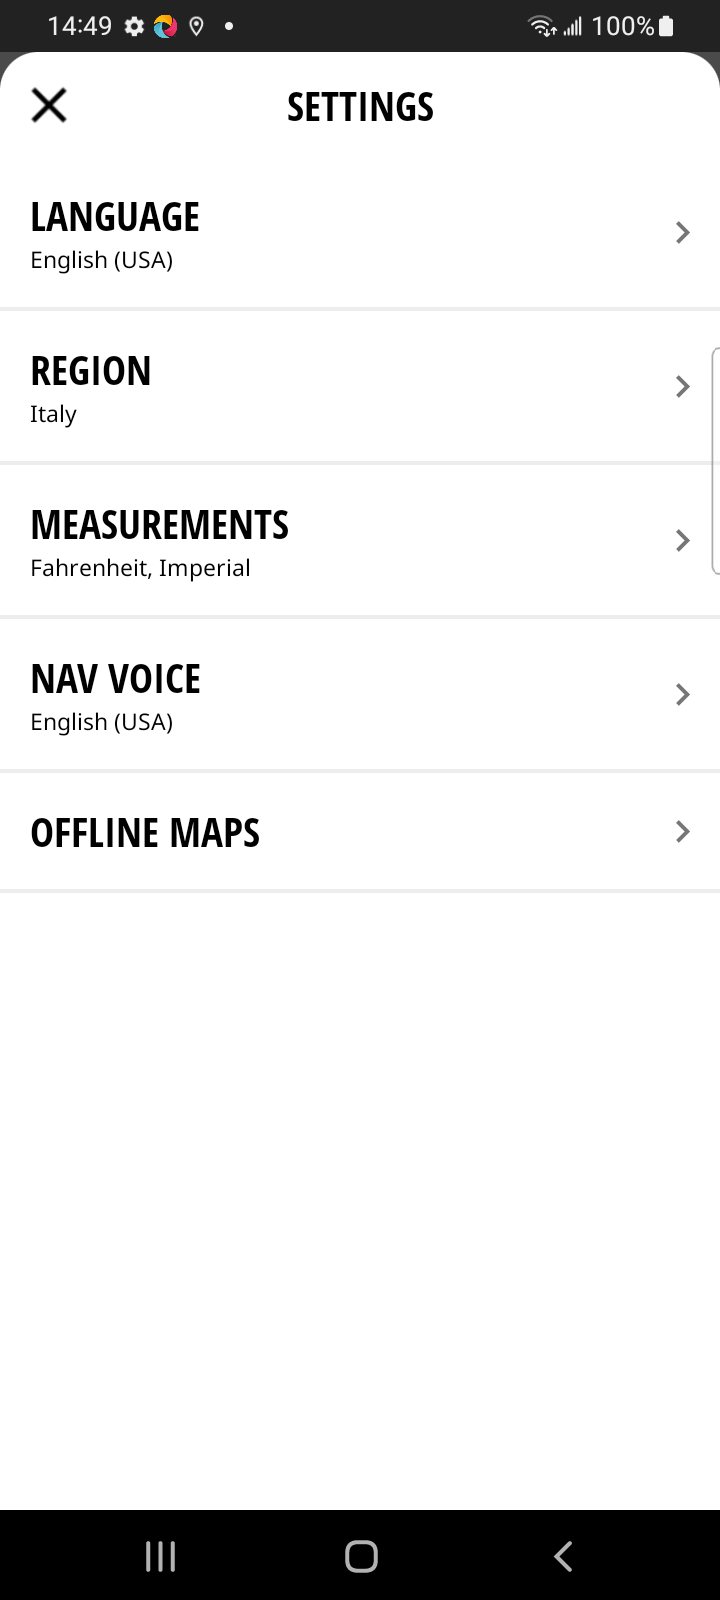 14:49 100%
SETTINGS
LANGUAGE
English (USA)
REGION
Italy
MEASUREMENTS
Fahrenheit, Imperial
NAV VOICE
English (USA)
OFFLINE MAPS